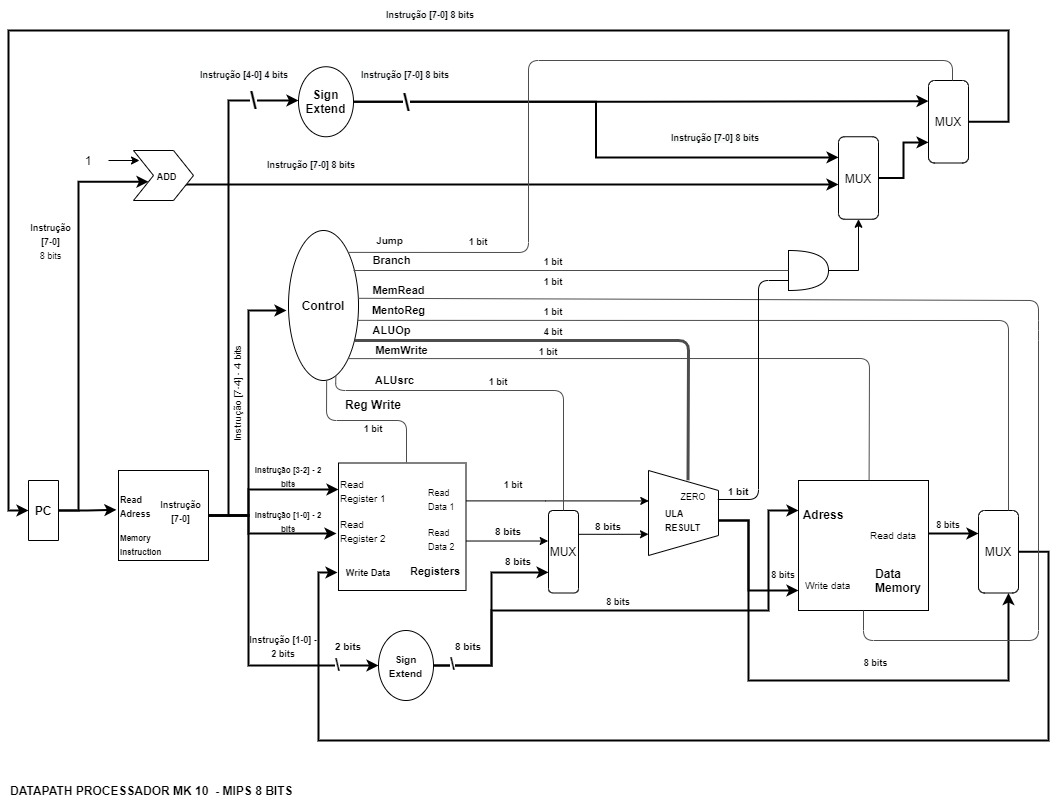 Instrução [7-0] 8 bits
Instrução [4-0] 4 bits
Instrução [7-0] 8 bits
Sign
Extend
MUX
Instrução [7-0] 8 bits
1
ADD
Instrução [7-0] 8 bits
MUX
Instrução
[7-0]
8 bits
Jump
1 bit
Branch
1 bit
1 bit
Control
MemRead
MentoReg
1 bit
ALUOp
4 bit
MemWrite
1 bit
ALUsrc
1 bit
Reg Write
1 bit
Instrução [7-4] - 4 bits
PC
Read
Adress
Instrução
[7-0]
Memory
Instruction
Instrução [3-2] - 2
bits
Instrução [1-0] - 2
bits
Read
Register 1
Read
Register 2
Write Data
Read
Data 1
Read
Data 2
Registers
1 bit
8 bits
8 bits
MUX
8 bits
ZERO
ULA
RESULT
1 bit
8 bits
Adress
Read data
Write data
Data
Memory
8 bits
MUX
8 bits
Instrução [1-0] -
2 bits
2 bits
Sign
Extend
8 bits
8 bits
DATAPATH PROCESSADOR MK 10 - MIPS 8 BITS